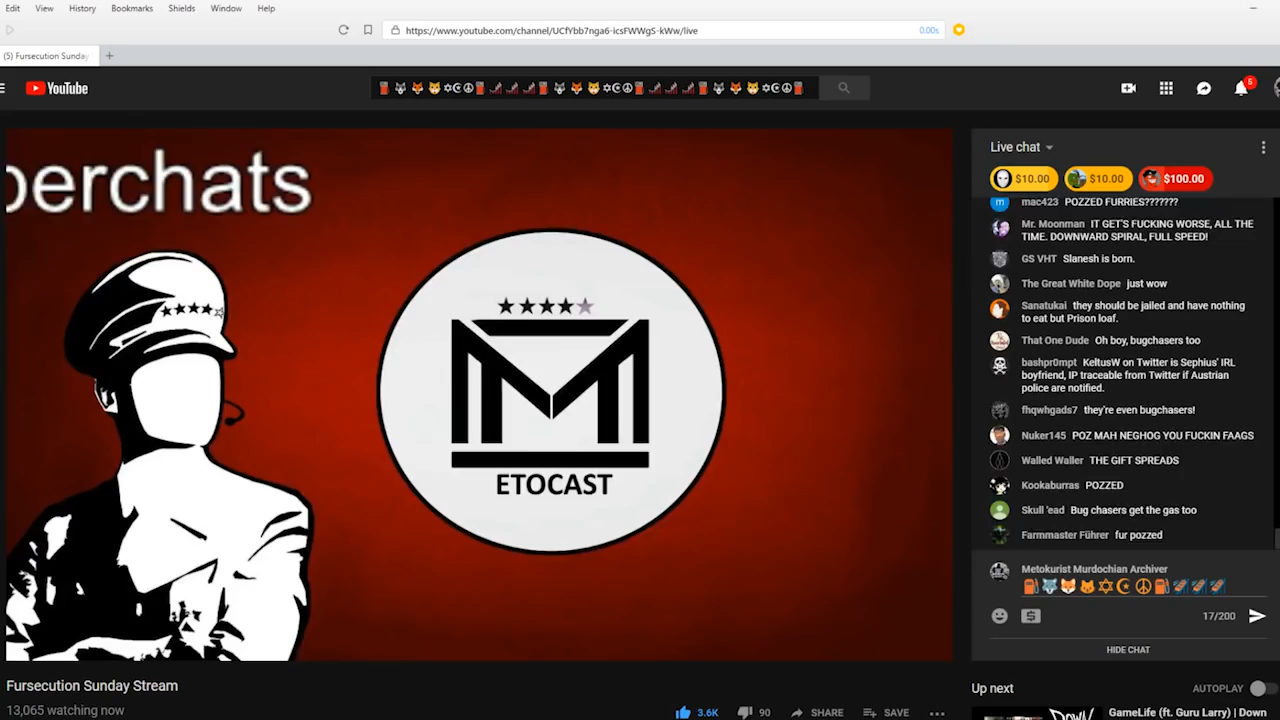 Edit View History Bookmarks Shields Window Help
https://www.youtube.com/channel/UCfYbb7nga6-icsFWWgS-kWw/live 0.00s
(5) Fursecution Sunday
YouTube
5
perchats
ETOCAST
Live chat
$10.00 $10.00 $100.00
mac423 POZZED FURRIES???????
Mr. Moonman IT GET'S FUCKING WORSE, ALL THE
TIME. DOWNWARD SPIRAL, FULL SPEED!
GS VHT Slanesh is born.
The Great White Dope just wow
Sanatukai they should be jailed and have nothing
to eat but Prison loaf.
That One Dude Oh boy, bugchasers too
bashpr0mpt KeltusW on Twitter is Sephius' IRL
boyfriend, IP traceable from Twitter if Austrian
police are notified.
fhqwhgads7 they're even bugchasers!
Nuker145 POZ MAH NEGHOG YOU FUCKIN FAAGS
Walled Waller THE GIFT SPREADS
Kookaburras POZZED
Skull 'ead Bug chasers get the gas too
Farmmaster Führer fur pozzed
Metokurist Murdochian Archiver
17/200
HIDE CHAT
Fursecution Sunday Stream
13,065 watching now
3.6K 90 SHARE SAVE
Up next AUTOPLAY
GameLife (ft. Guru Larry) | Down